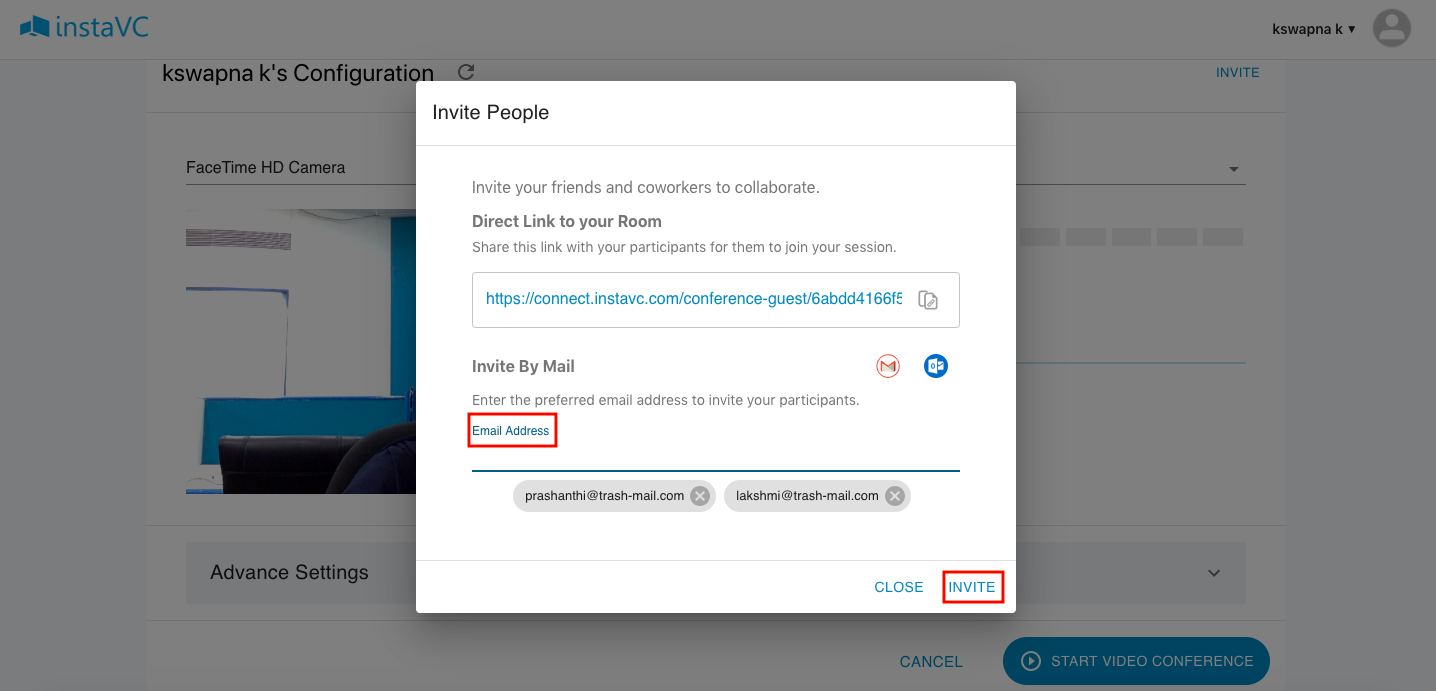 instaVC
kswapna k ▾
kswapna k's Configuration
INVITE
Invite People
FaceTime HD Camera
Invite your friends and coworkers to collaborate.
Direct Link to your Room
Share this link with your participants for them to join your session.
https://connect.instavc.com/conference-guest/6abdd4166f5
Invite By Mail
Enter the preferred email address to invite your participants.
Email Address
prashanthi@trash-mail.com lakshmi@trash-mail.com
Advance Settings
CLOSE INVITE
CANCEL START VIDEO CONFERENCE